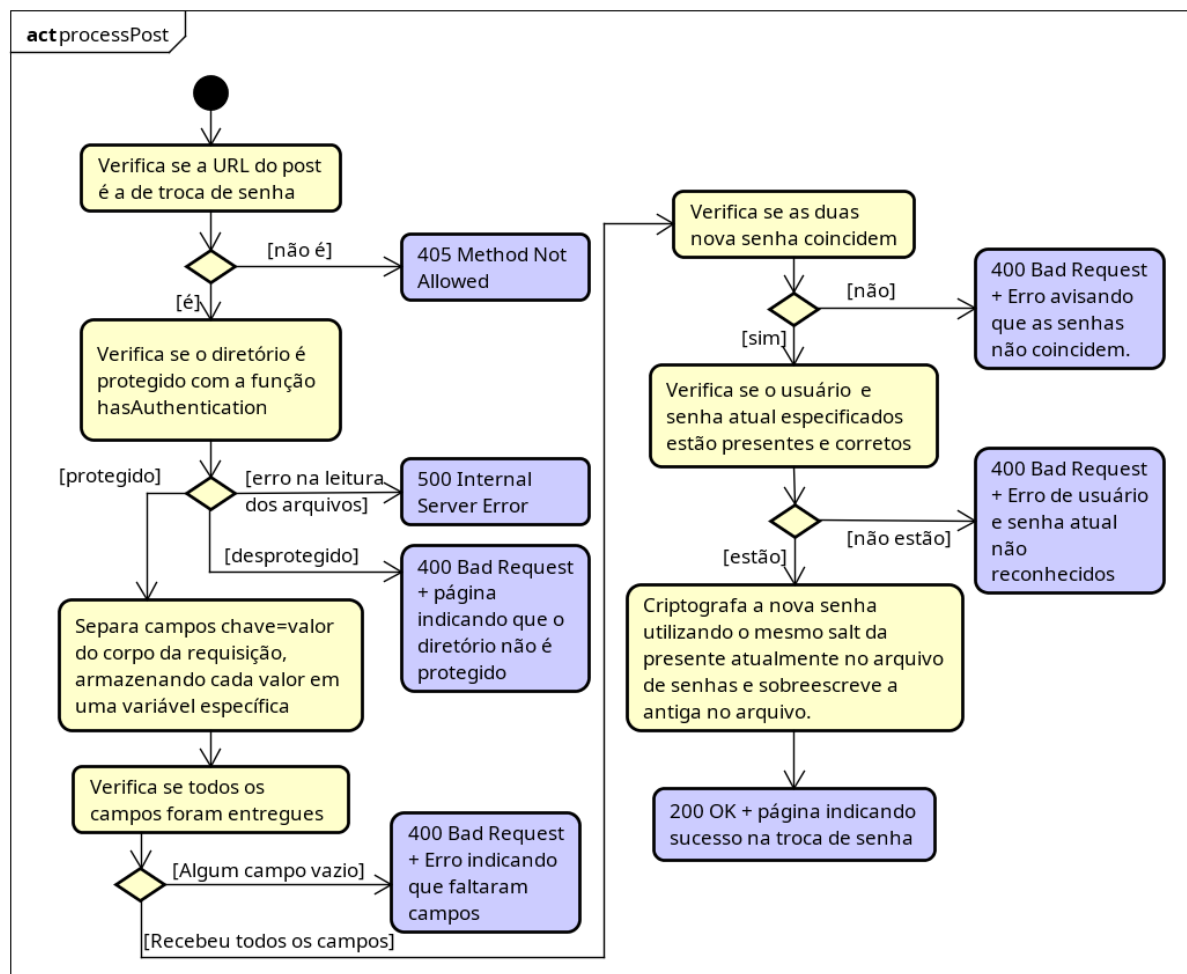 act processPost
Verifica se a URL do post
é a de troca de senha
[não é]
405 Method Not
Allowed
[é]
Verifica se o diretório é
protegido com a função
hasAuthentication
[protegido]
[erro na leitura
dos arquivos]
500 Internal
Server Error
[desprotegido]
400 Bad Request
+ página
indicando que o
diretório não é
protegido
Separa campos chave=valor
do corpo da requisição,
armazenando cada valor em
uma variável específica
Verifica se todos os
campos foram entregues
[Algum campo vazio]
400 Bad Request
+ Erro indicando
que faltaram
campos
[Recebeu todos os campos]
Verifica se as duas
nova senha coincidem
[não]
400 Bad Request
+ Erro avisando
que as senhas
não coincidem.
[sim]
Verifica se o usuário  e
senha atual especificados
estão presentes e corretos
[não estão]
400 Bad Request
+ Erro de usuário
e senha atual
não
reconhecidos
[estão]
Criptografa a nova senha
utilizando o mesmo salt da
presente atualmente no arquivo
de senhas e sobreescreve a
antiga no arquivo.
200 OK + página indicando
sucesso na troca de senha